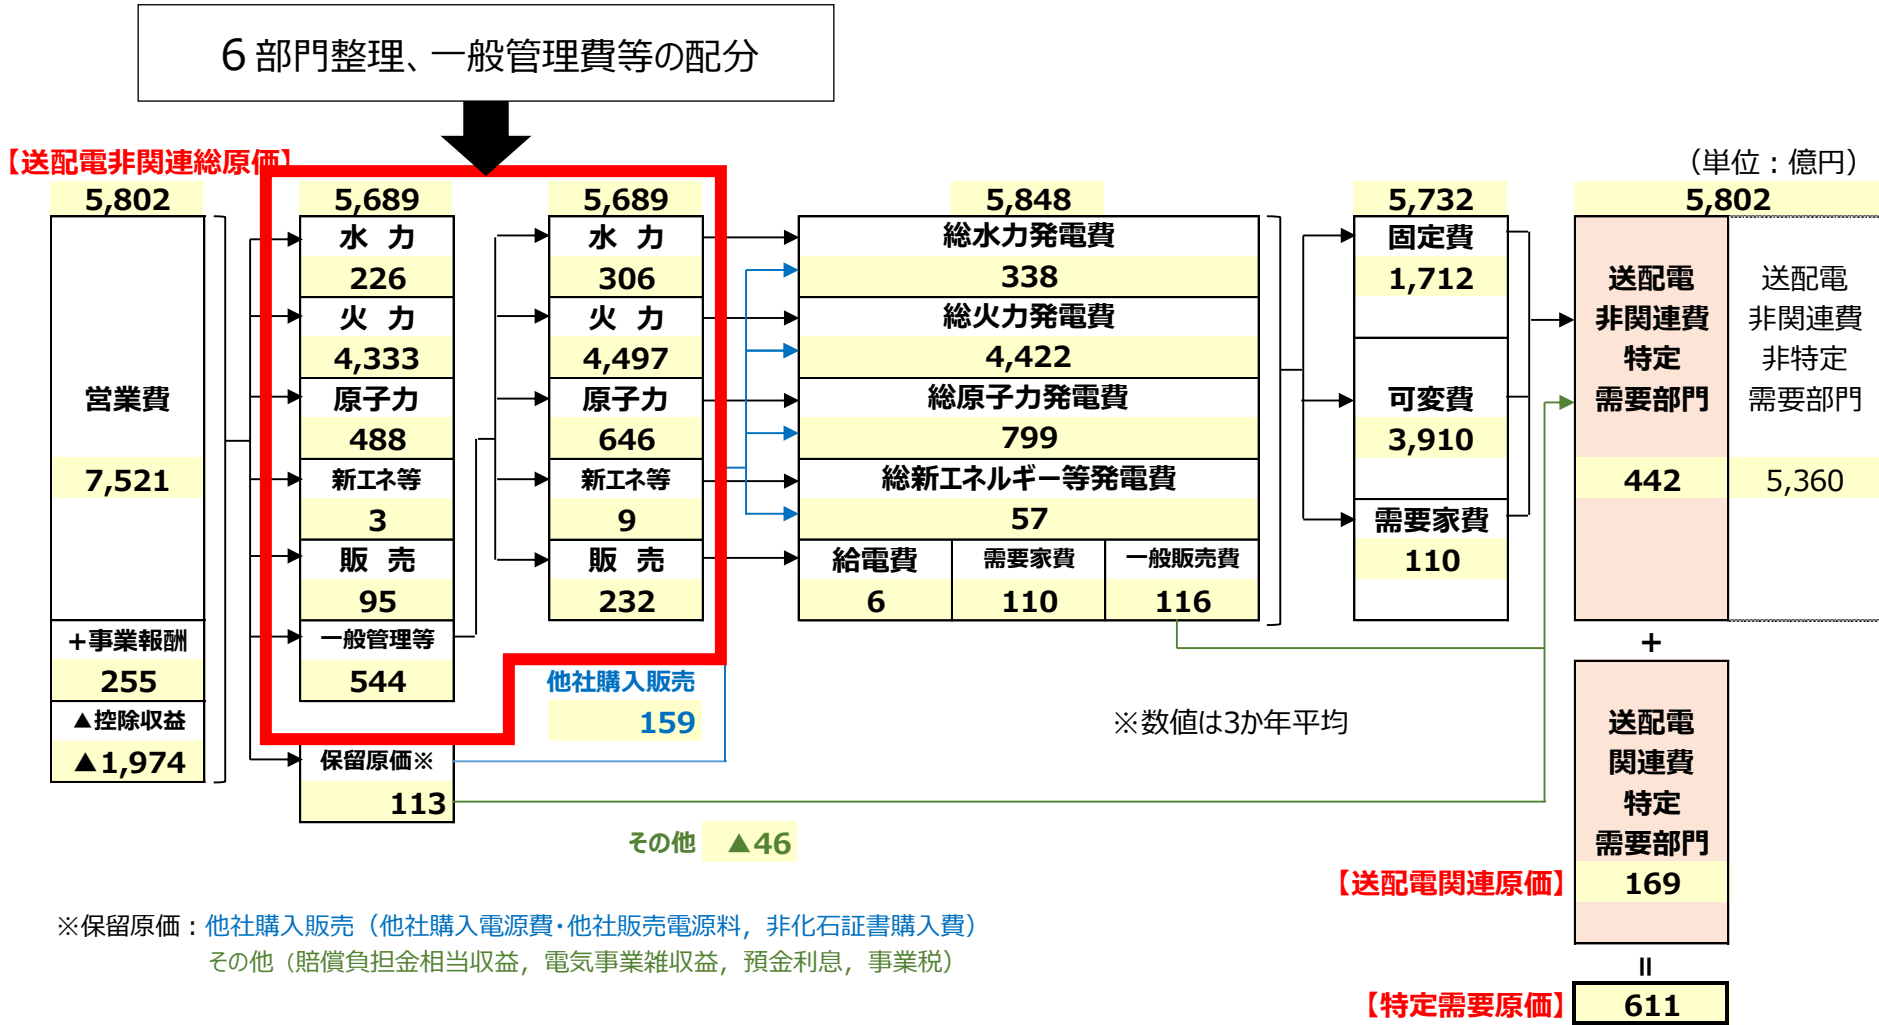 6部門整理、一般管理費等の配分
【送配電非関連総原価】
（単位：億円）
5,802
営業費
7,521
+事業報酬
255
▲控除収益
▲1,974
5,689
水 力
226
火 力
4,333
原子力
488
新エネ等
3
販 売
95
一般管理等
544
保留原価※
113
5,689
水 力
306
火 力
4,497
原子力
646
新エネ等
9
販 売
232
他社購入販売
159
その他 ▲46
5,848
総水力発電費
338
総火力発電費
4,422
総原子力発電費
799
総新エネルギー等発電費
57
給電費 需要家費 一般販売費
6 110 116
※数値は3か年平均
5,732
固定費
1,712
可変費
3,910
需要家費
110
5,802
送配電
非関連費
特定
需要部門
442
送配電
非関連費
非特定
需要部門
5,360
+
送配電
関連費
特定
需要部門
【送配電関連原価】 169
=
【特定需要原価】 611
※保留原価：他社購入販売（他社購入電源費・他社販売電源料，非化石証書購入費）
その他（賠償負担金相当収益，電気事業雑収益，預金利息，事業税）